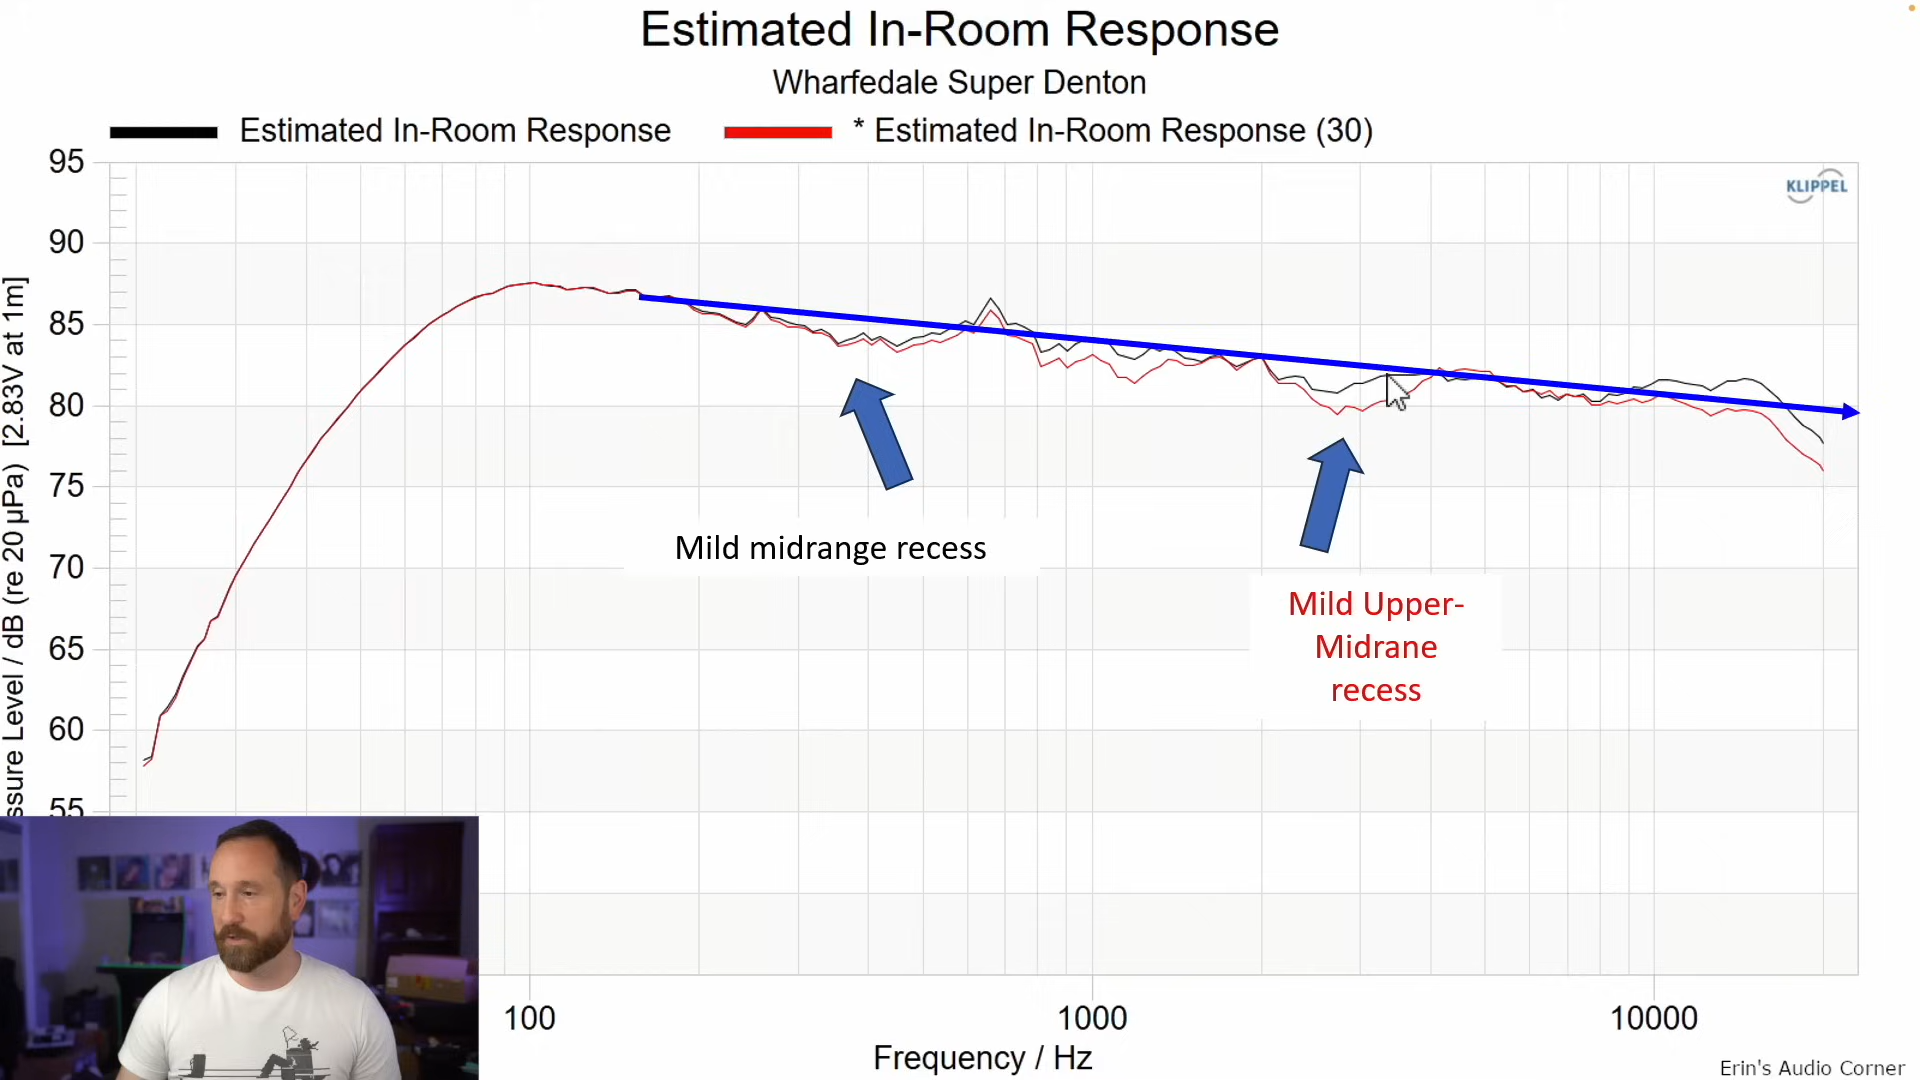 Estimated In-Room Response
Wharfedale Super Denton
Estimated In-Room Response
* Estimated In-Room Response (30)
KLIPPEL
95
90
85
80
75
70
65
60
55
ssure Level / dB (re 20 µPa) [2.83V at 1m]
Mild midrange recess
Mild Upper-
Midrane
recess
100
1000
10000
Frequency / Hz
Erin's Audio Corner